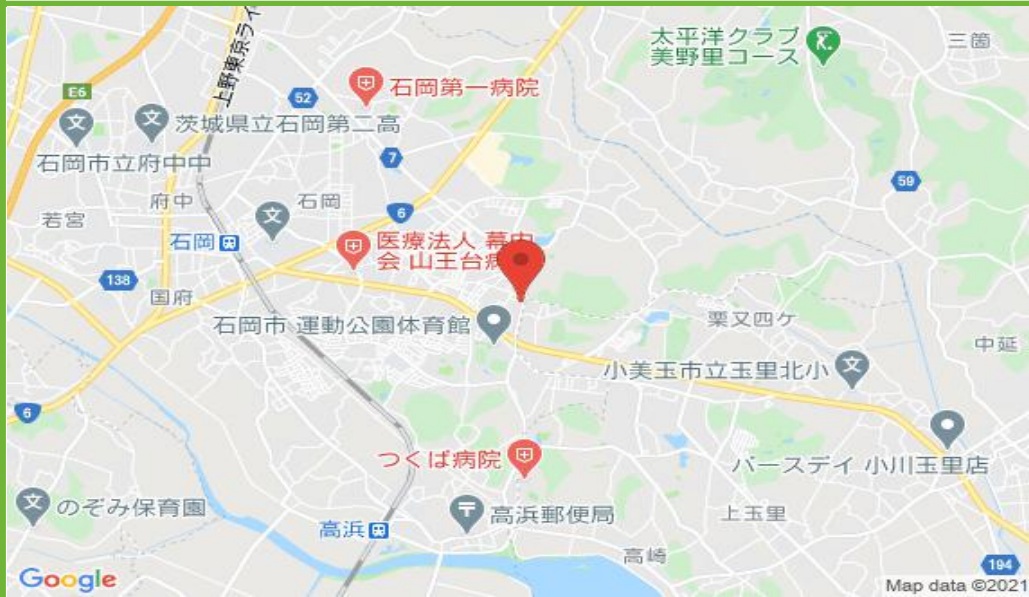 上野東京ライ
太平洋クラブ
美野里コース
三箇
E6
52
石岡第一病院
茨城県立石岡第二高
石岡市立府中中
7
59
府中
石岡
若宮
6
石岡
医療法人 幕内
会 山王台病
138
国府
石岡市 運動公園体育館
栗又四ケ
中延
小美玉市立玉里北小
6
つくば病院
バースデイ 小川玉里店
のぞみ保育園
高浜郵便局
上玉里
高浜
高崎
194
Google
Map data ©2021